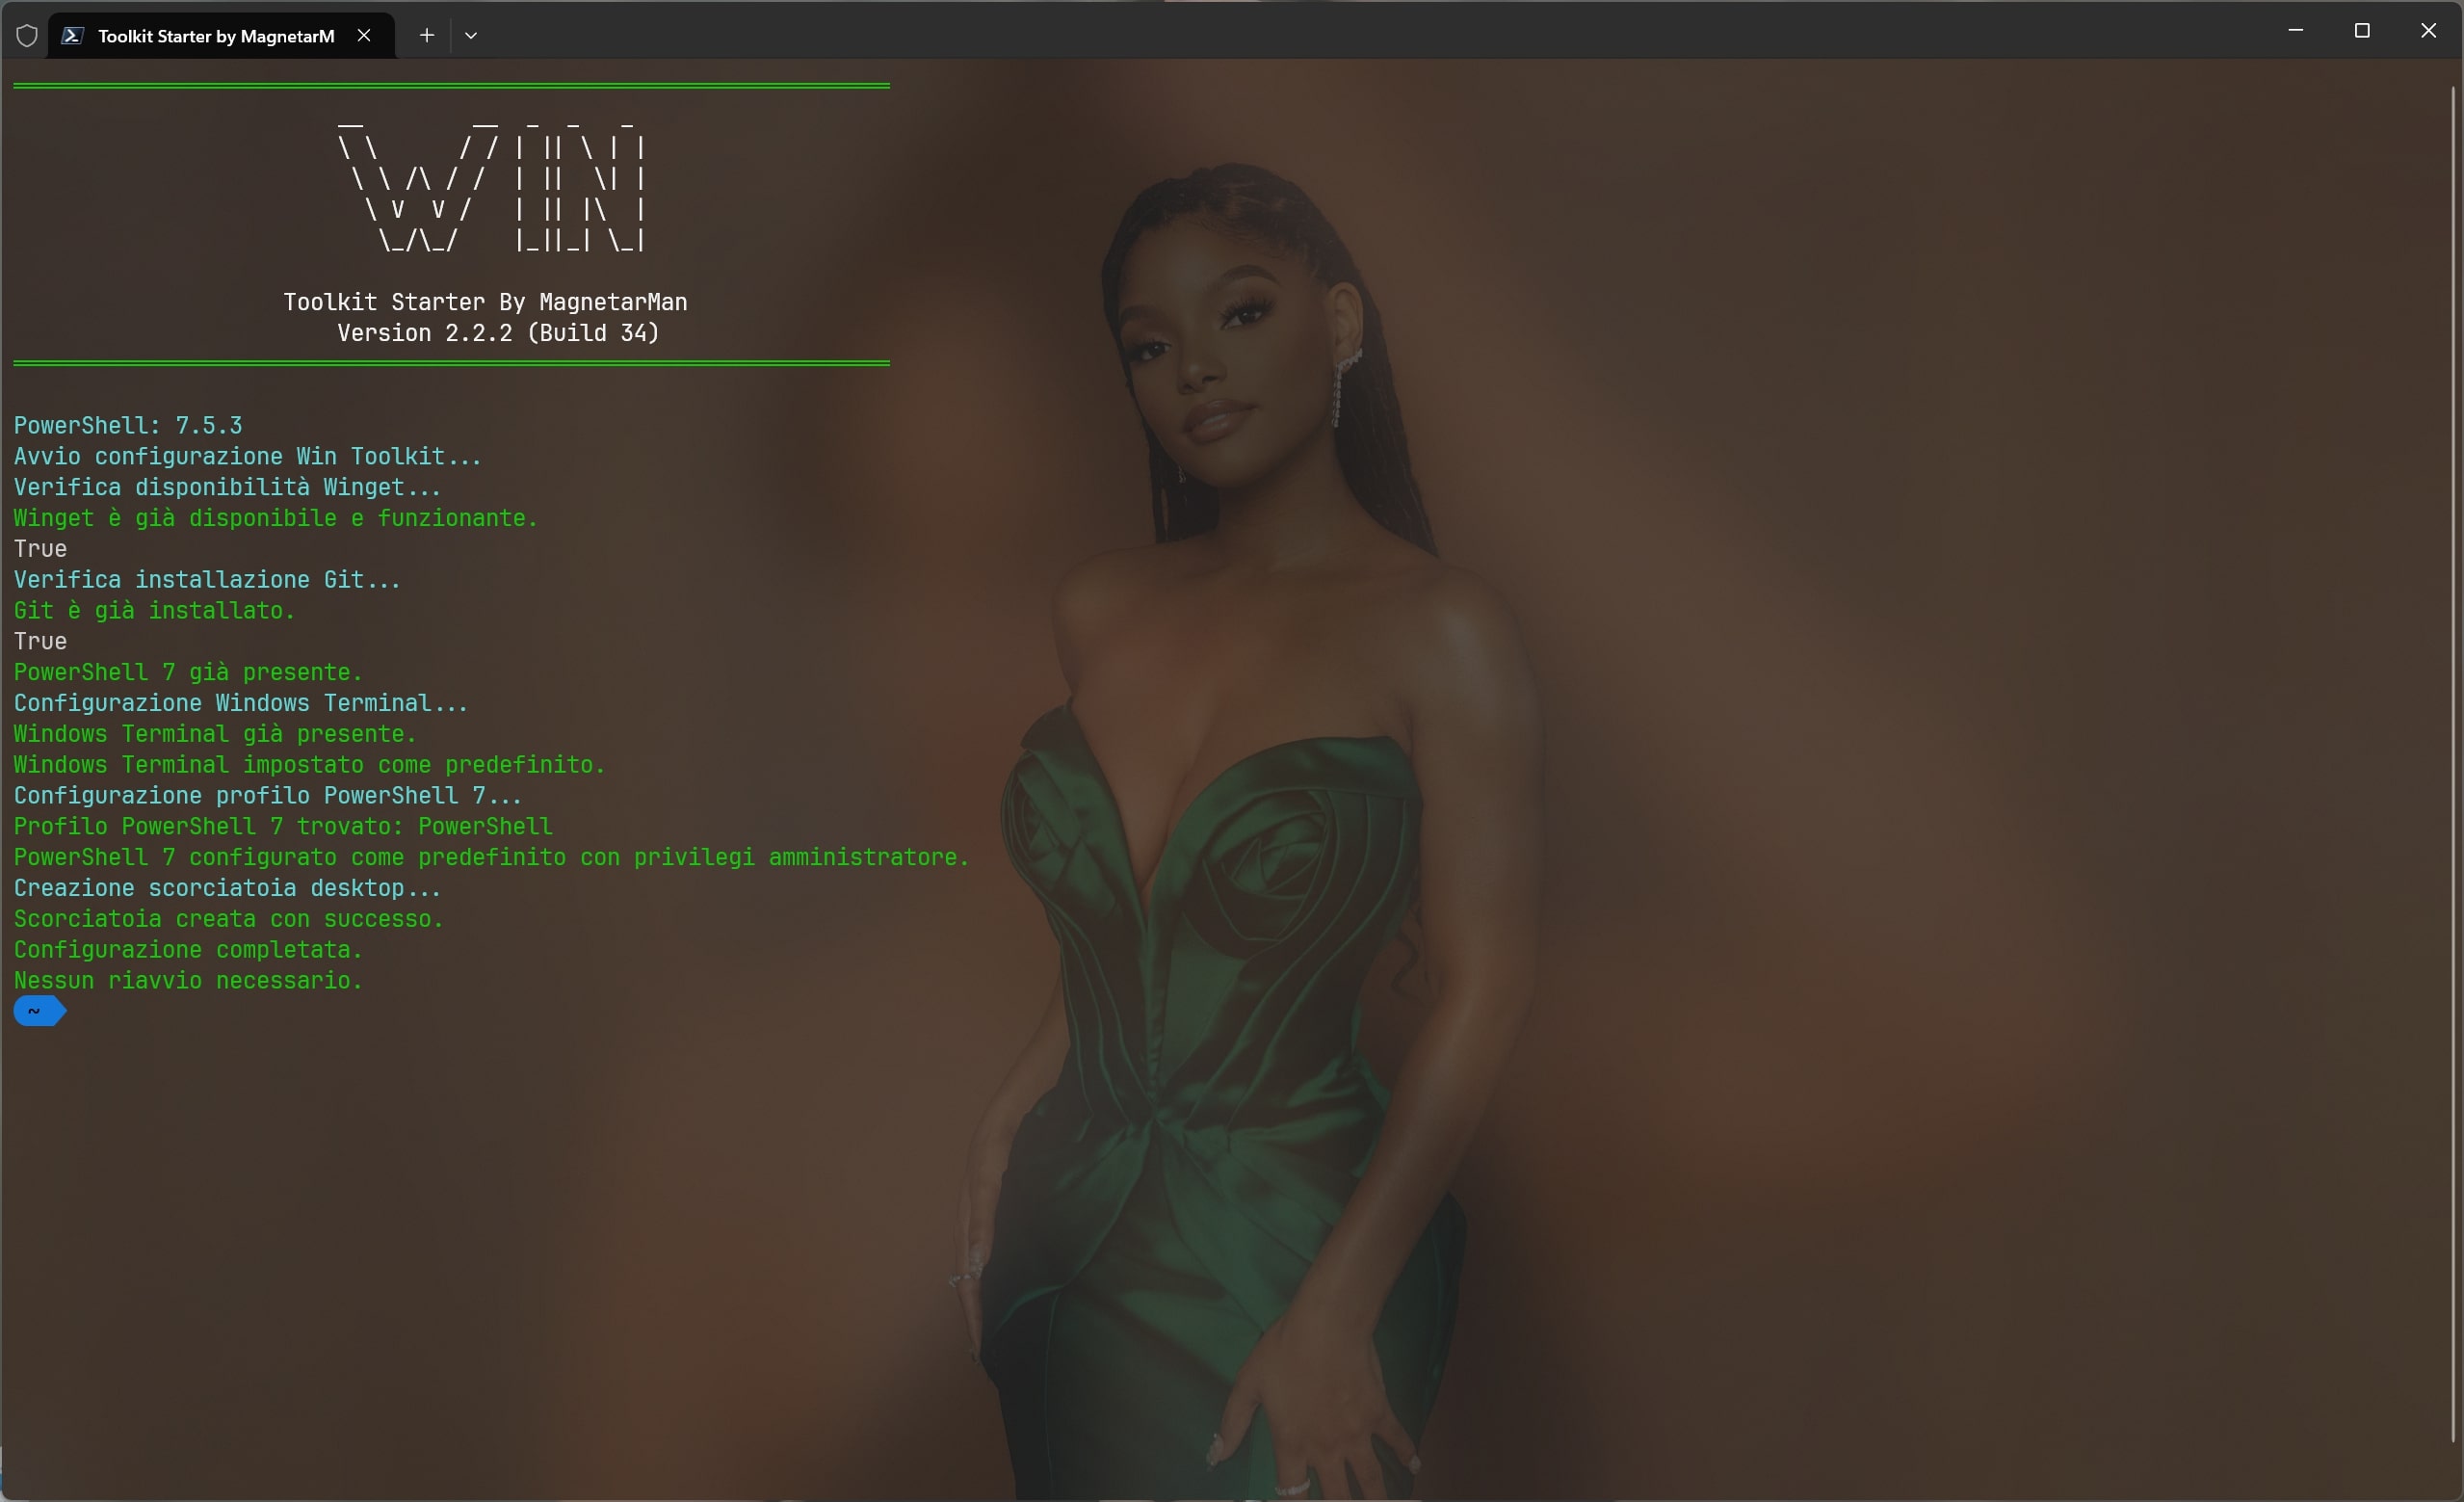 Toolkit Starter by MagnetarM
WIN
Toolkit Starter By MagnetarMan
Version 2.2.2 (Build 34)
PowerShell: 7.5.3
Avvio configurazione Win Toolkit...
Verifica disponibilità Winget...
Winget è già disponibile e funzionante.
True
Verifica installazione Git...
Git è già installato.
True
PowerShell 7 già presente.
Configurazione Windows Terminal...
Windows Terminal già presente.
Windows Terminal impostato come predefinito.
Configurazione profilo PowerShell 7...
Profilo PowerShell 7 trovato: PowerShell
PowerShell 7 configurato come predefinito con privilegi amministratore.
Creazione scorciatoia desktop...
Scorciatoia creata con successo.
Configurazione completata.
Nessun riavvio necessario.
~